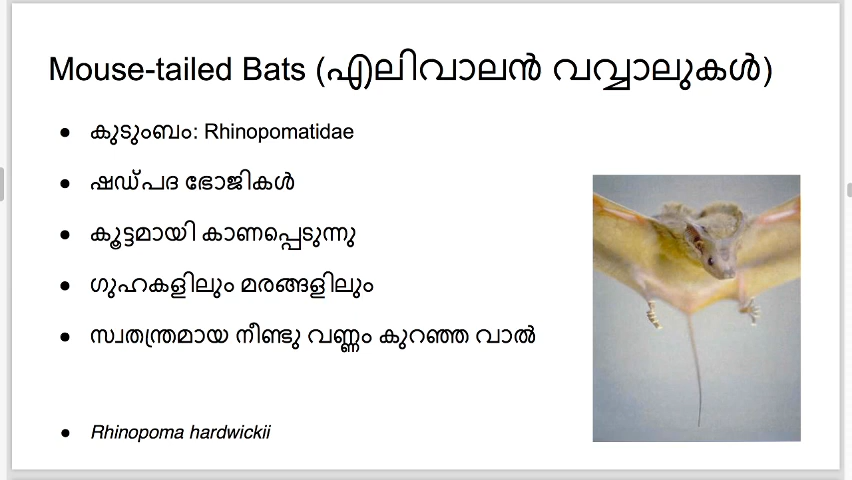 Mouse-tailed Bats (എലിവാലൻ വവ്വാലുകൾ)
● കുടുംബം: Rhinopomatidae
● ഷഡ്പദ ഭോജികൾ
● കൂട്ടമായി കാണപ്പെടുന്നു
● ഗുഹകളിലും മരങ്ങളിലും
● സ്വതന്ത്രമായ നീണ്ടു വണ്ണം കുറഞ്ഞ വാൽ
● Rhinopoma hardwickii